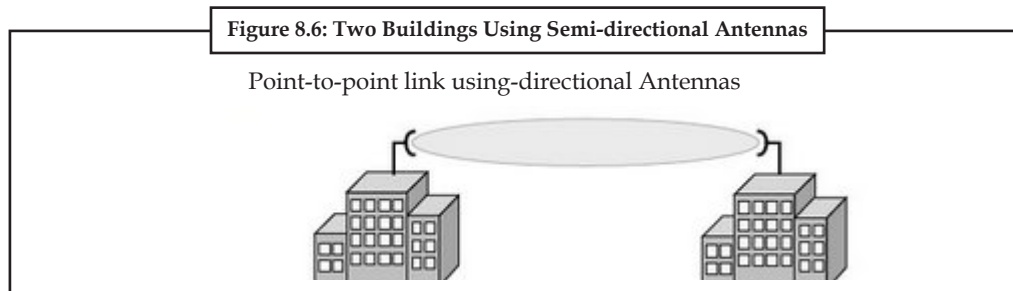 Figure 8.6: Two Buildings Using Semi-directional Antennas
Point-to-point link using-directional Antennas